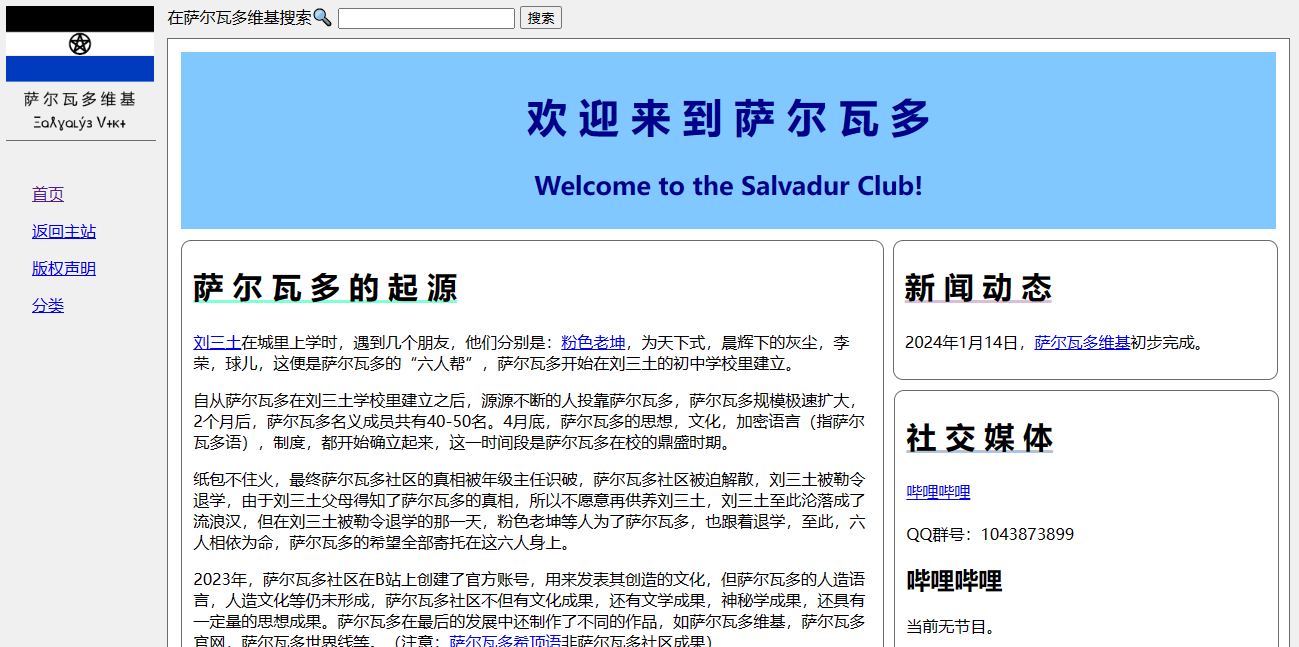 在萨尔瓦多维基搜索🔍 搜索
萨尔瓦多维基
首页
返回主站
版权声明
分类
欢迎来到萨尔瓦多
Welcome to the Salvadur Club!
萨尔瓦多的起源
刘三土在城里上学时，遇到几个朋友，他们分别是：粉色老坤，为天下式，晨辉下的灰尘，李
荣，球儿，这便是萨尔瓦多的“六人帮”，萨尔瓦多开始在刘三土的初中学校里建立。
自从萨尔瓦多在刘三土学校里建立之后，源源不断的人投靠萨尔瓦多，萨尔瓦多规模极速扩大，
2个月后，萨尔瓦多名义成员共有40-50名。4月底，萨尔瓦多的思想，文化，加密语言（指萨尔
瓦多语），制度，都开始确立起来，这一时间段是萨尔瓦多在校的鼎盛时期。
纸包不住火，最终萨尔瓦多社区的真相被年级主任识破，萨尔瓦多社区被迫解散，刘三土被勒令
退学，由于刘三土父母得知了萨尔瓦多的真相，所以不愿意再供养刘三土，刘三土至此沦落成了
流浪汉，但在刘三土被勒令退学的那一天，粉色老坤等人为了萨尔瓦多，也跟着退学，至此，六
人相依为命，萨尔瓦多的希望全部寄托在这六人身上。
2023年，萨尔瓦多社区在B站上创建了官方账号，用来发表其创造的文化，但萨尔瓦多的人造语
言，人造文化等仍未形成，萨尔瓦多社区不但有文化成果，还有文学成果，神秘学成果，还具有
一定量的思想成果。萨尔瓦多在最后的发展中还制作了不同的作品，如萨尔瓦多维基，萨尔瓦多
官网，萨尔瓦多世界线等。（注意：萨尔瓦多希顶语非萨尔瓦多社区成果）
新闻动态
2024年1月14日，萨尔瓦多维基初步完成。
社交媒体
哔哩哔哩
QQ群号：1043873899
哔哩哔哩
当前无节目。